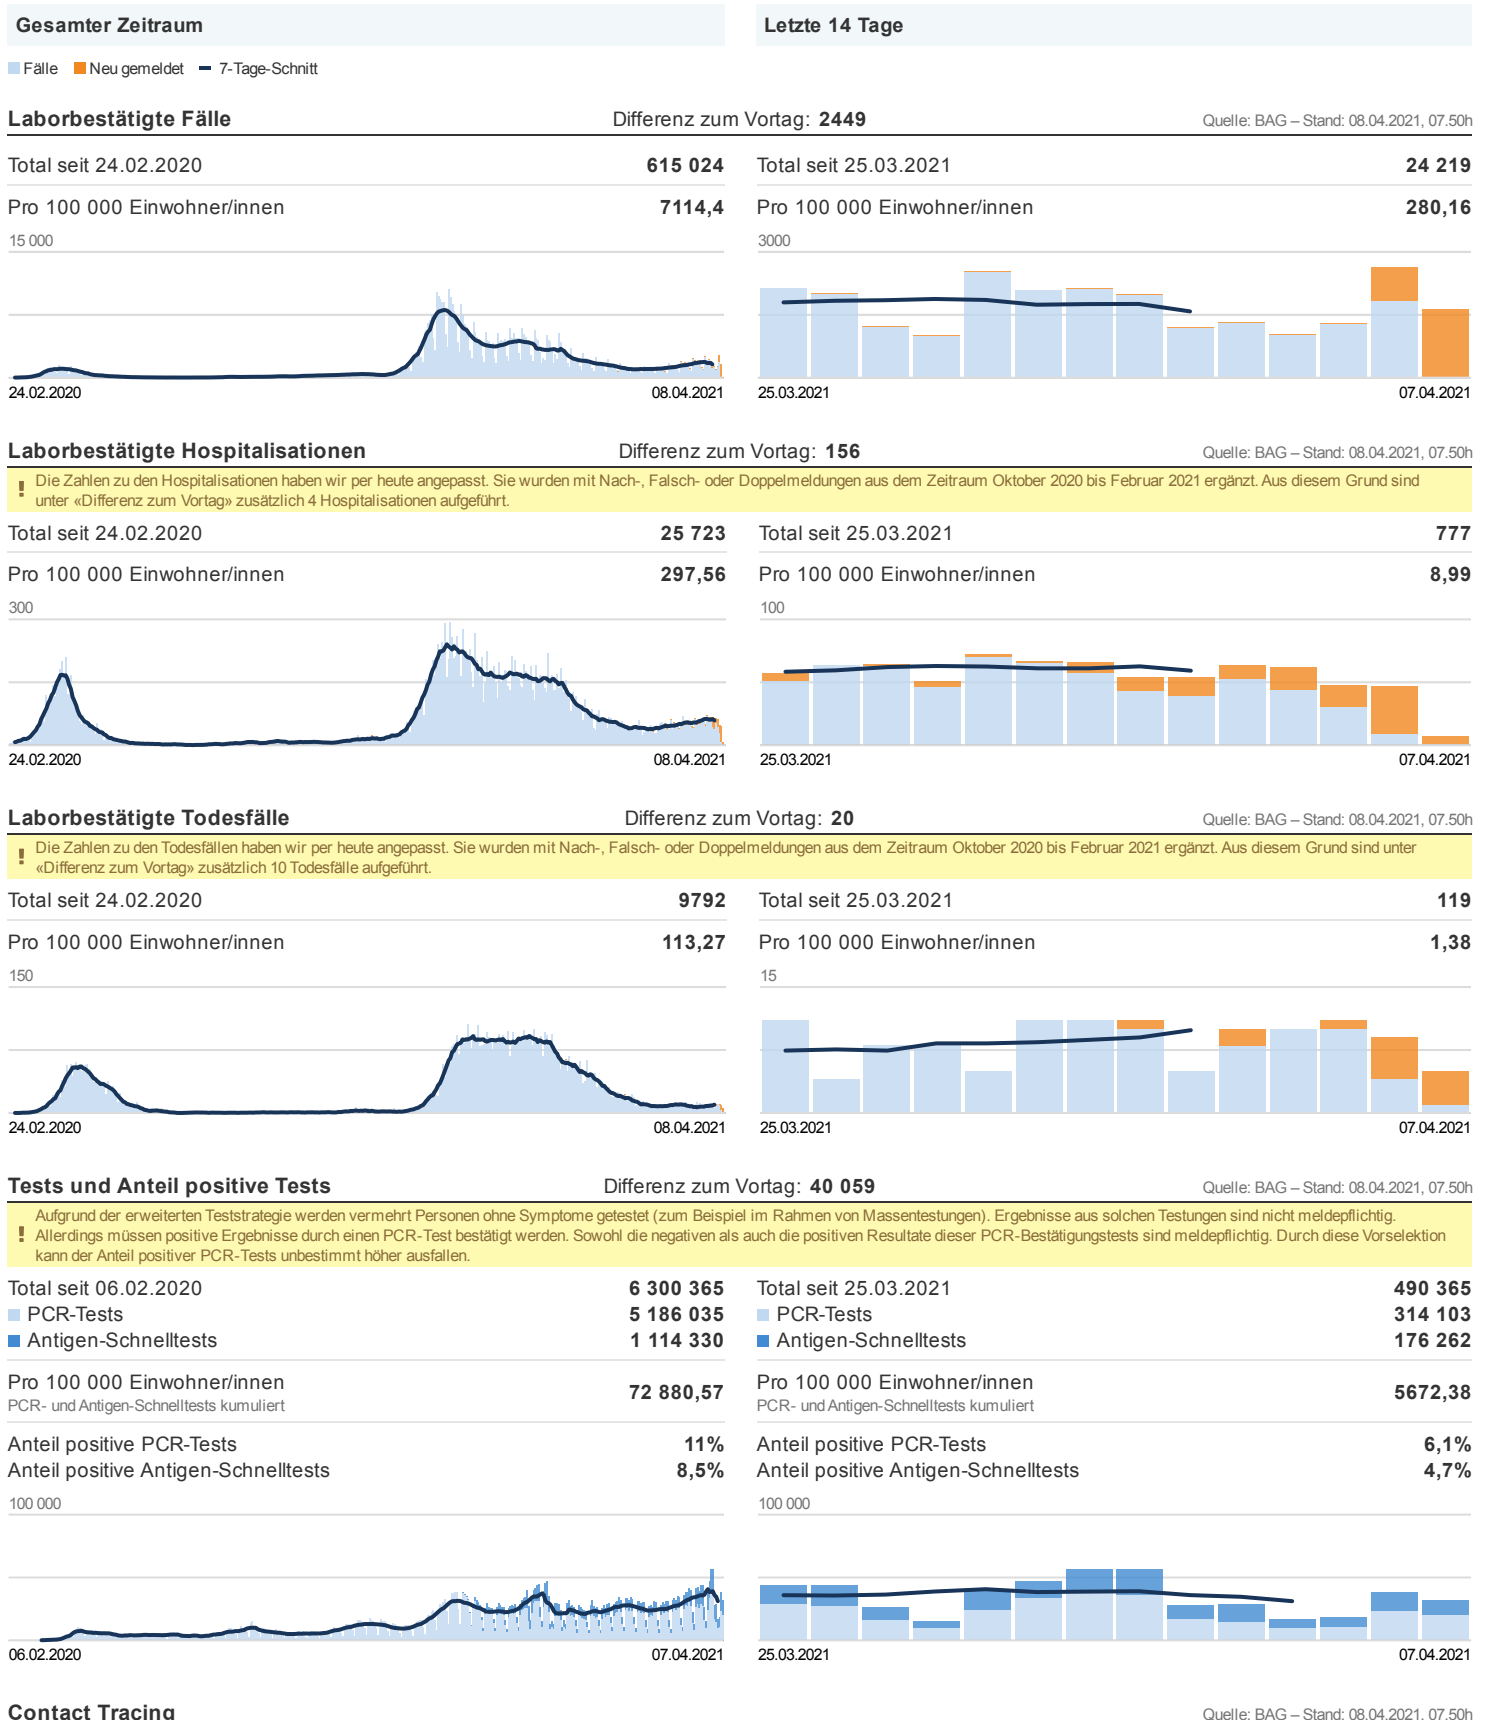 Gesamter Zeitraum
Letzte 14 Tage
Fälle Neu gemeldet 7-Tage-Schnitt
Laborbestätigte Fälle Differenz zum Vortag: 2449 Quelle: BAG – Stand: 08.04.2021, 07.50h
Total seit 24.02.2020 615 024
Pro 100 000 Einwohner/innen 7114,4
15 000
24.02.2020 08.04.2021
Total seit 25.03.2021 24 219
Pro 100 000 Einwohner/innen 280,16
3000
25.03.2021 07.04.2021
Laborbestätigte Hospitalisationen Differenz zum Vortag: 156 Quelle: BAG – Stand: 08.04.2021, 07.50h
! Die Zahlen zu den Hospitalisationen haben wir per heute angepasst. Sie wurden mit Nach-, Falsch- oder Doppelmeldungen aus dem Zeitraum Oktober 2020 bis Februar 2021 ergänzt. Aus diesem Grund sind
unter «Differenz zum Vortag» zusätzlich 4 Hospitalisationen aufgeführt.
Total seit 24.02.2020 25 723
Pro 100 000 Einwohner/innen 297,56
300
24.02.2020 08.04.2021
Total seit 25.03.2021 777
Pro 100 000 Einwohner/innen 8,99
100
25.03.2021 07.04.2021
Laborbestätigte Todesfälle Differenz zum Vortag: 20 Quelle: BAG – Stand: 08.04.2021, 07.50h
! Die Zahlen zu den Todesfällen haben wir per heute angepasst. Sie wurden mit Nach-, Falsch- oder Doppelmeldungen aus dem Zeitraum Oktober 2020 bis Februar 2021 ergänzt. Aus diesem Grund sind unter
«Differenz zum Vortag» zusätzlich 10 Todesfälle aufgeführt.
Total seit 24.02.2020 9792
Pro 100 000 Einwohner/innen 113,27
150
24.02.2020 08.04.2021
Total seit 25.03.2021 119
Pro 100 000 Einwohner/innen 1,38
15
25.03.2021 07.04.2021
Tests und Anteil positive Tests Differenz zum Vortag: 40 059 Quelle: BAG – Stand: 08.04.2021, 07.50h
Aufgrund der erweiterten Teststrategie werden vermehrt Personen ohne Symptome getestet (zum Beispiel im Rahmen von Massentestungen). Ergebnisse aus solchen Testungen sind nicht meldepflichtig.
! Allerdings müssen positive Ergebnisse durch einen PCR-Test bestätigt werden. Sowohl die negativen als auch die positiven Resultate dieser PCR-Bestätigungstests sind meldepflichtig. Durch diese Vorselektion
kann der Anteil positiver PCR-Tests unbestimmt höher ausfallen.
Total seit 06.02.2020 6 300 365
PCR-Tests 5 186 035
Antigen-Schnelltests 1 114 330
Pro 100 000 Einwohner/innen 72 880,57
PCR- und Antigen-Schnelltests kumuliert
Anteil positive PCR-Tests 11%
Anteil positive Antigen-Schnelltests 8,5%
100 000
06.02.2020 07.04.2021
Total seit 25.03.2021 490 365
PCR-Tests 314 103
Antigen-Schnelltests 176 262
Pro 100 000 Einwohner/innen 5672,38
PCR- und Antigen-Schnelltests kumuliert
Anteil positive PCR-Tests 6,1%
Anteil positive Antigen-Schnelltests 4,7%
100 000
25.03.2021 07.04.2021
Contact Tracing Quelle: BAG – Stand: 08.04.2021, 07.50h